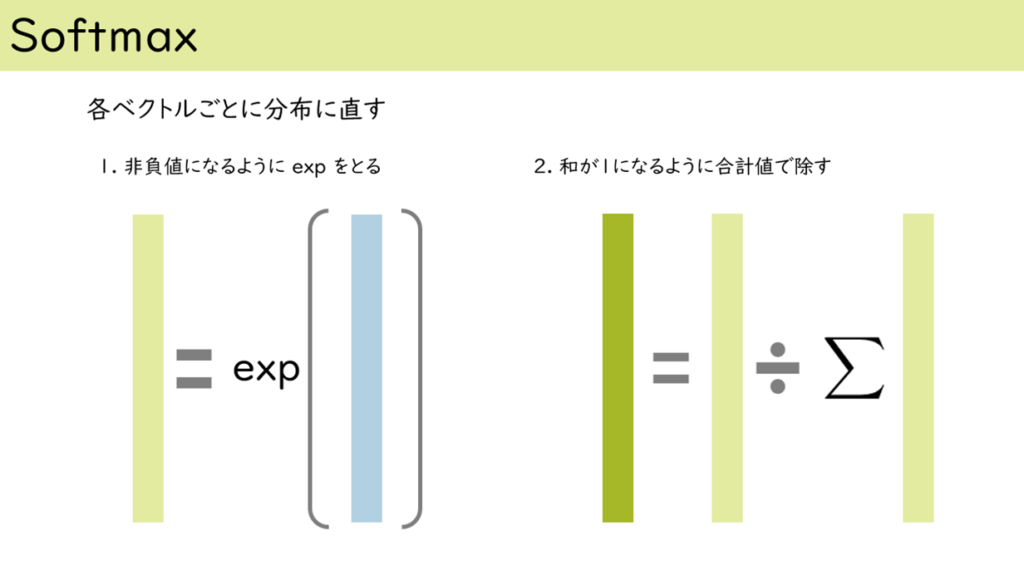 Softmax
各ベクトルごとに分布に直す
1. 非負値になるように exp をとる
2. 和が1になるように合計値で除す
= exp ( )
= ÷ ∑